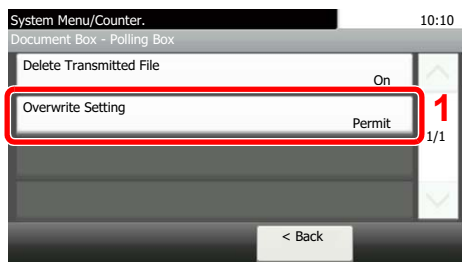 System Menu/Counter.
10:10
Document Box - Polling Box
Delete Transmitted File
On
Overwrite Setting
Permit
1
1/1
< Back